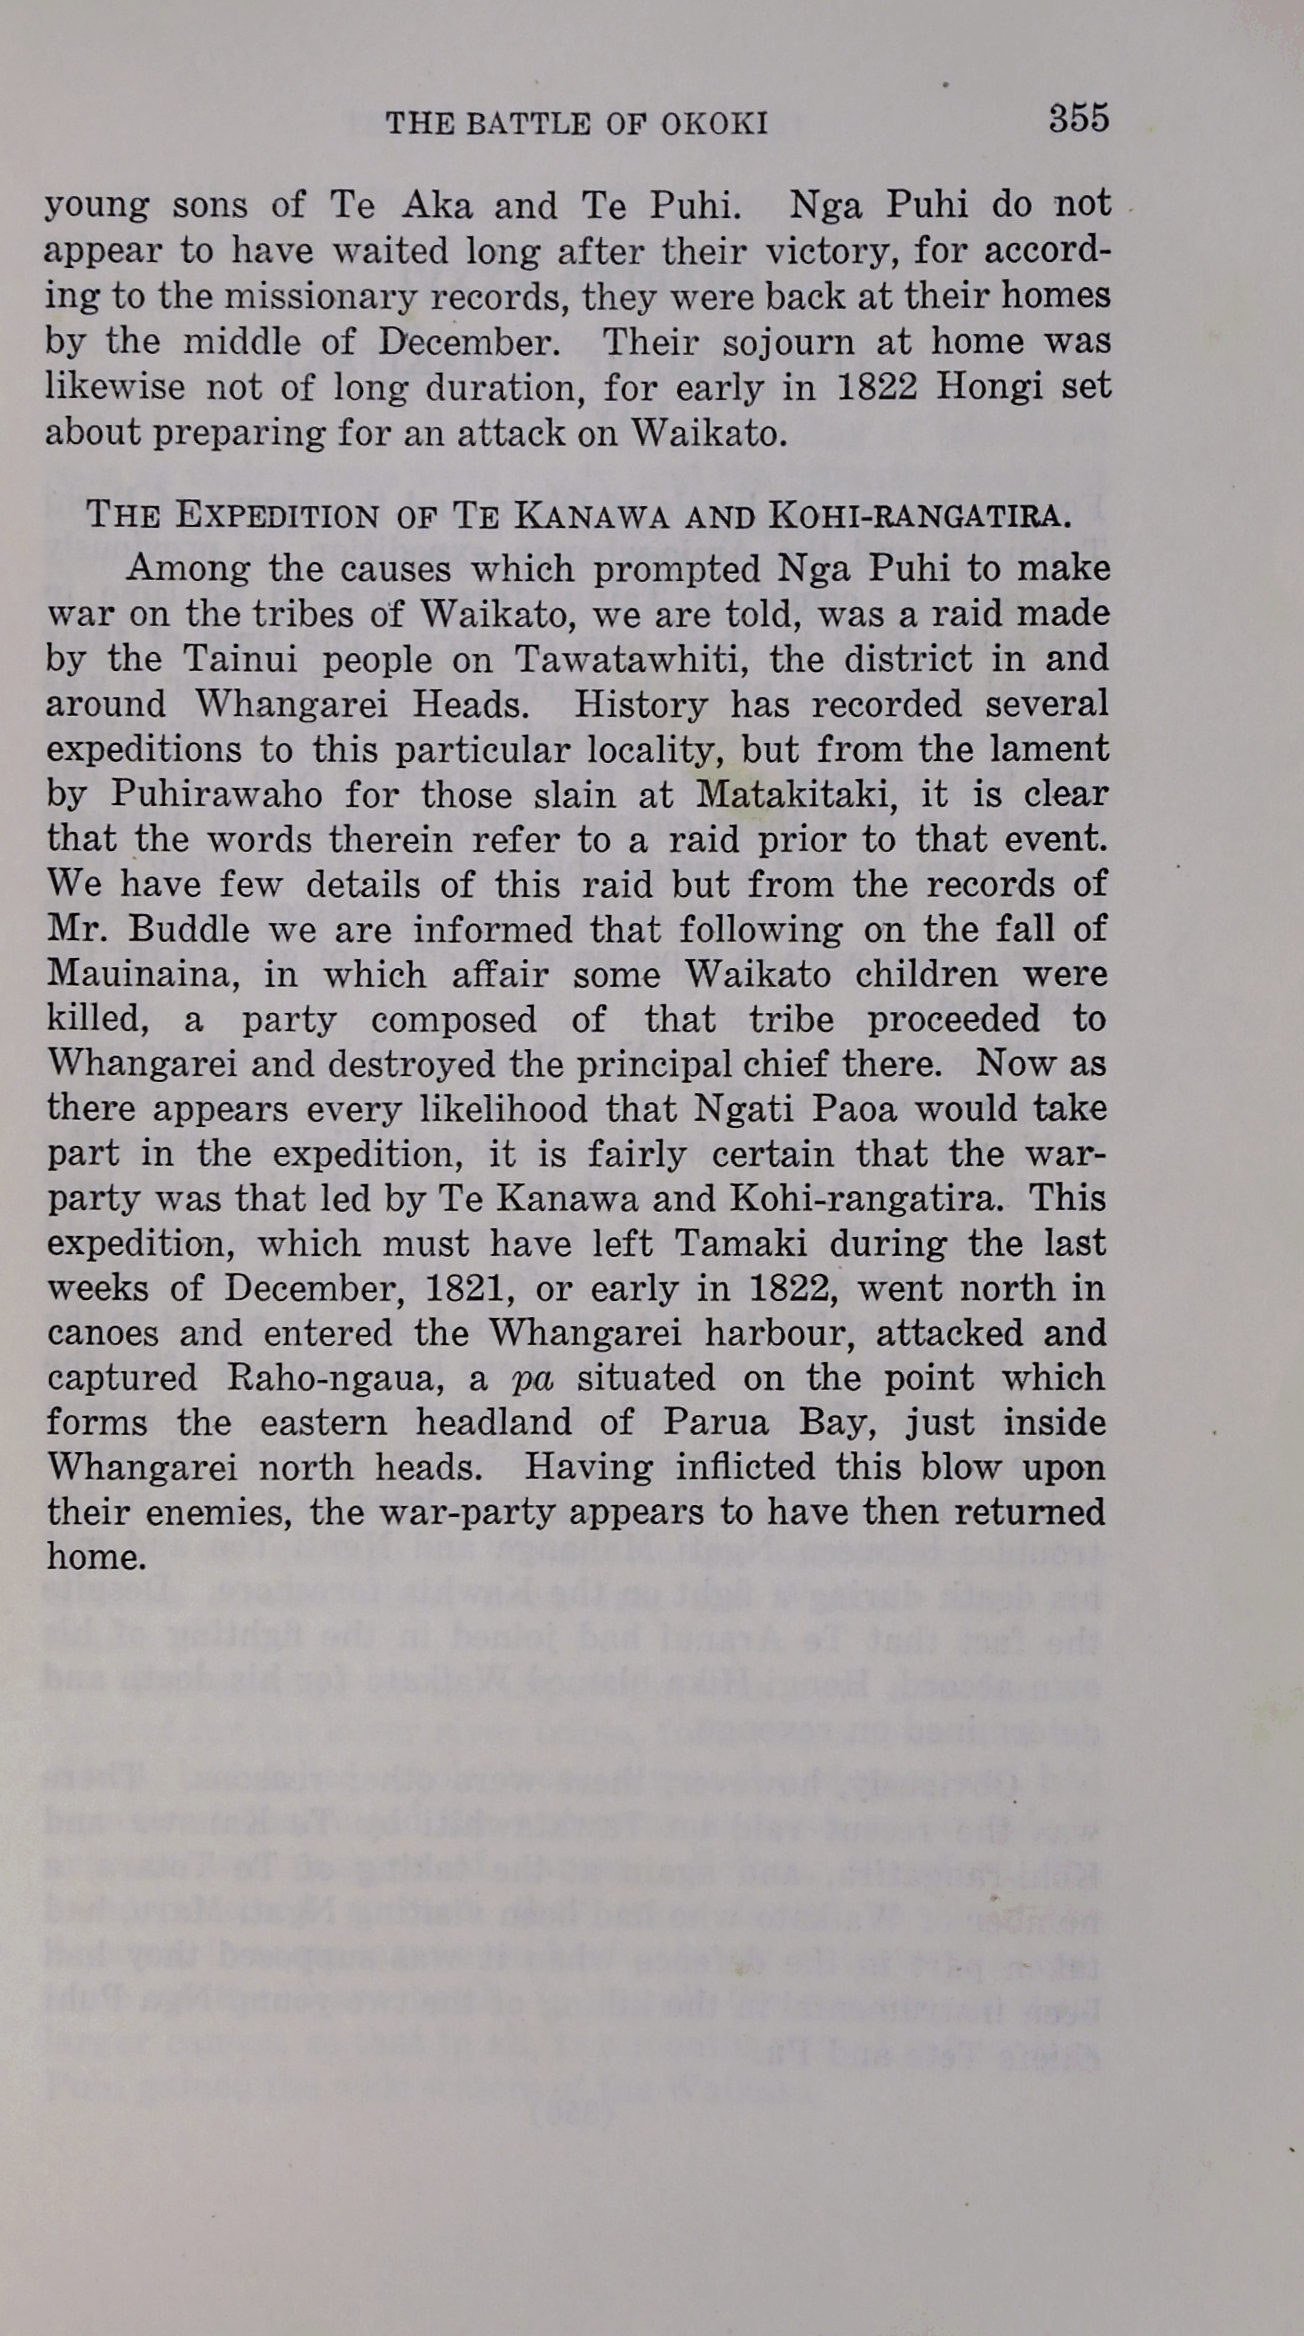 THE BATTLE OF OKOKI 355
young sons of Te Aka and Te Puhi. Nga Puhi do not
appear to have waited long after their victory, for accord-
ing to the missionary records, they were back at their homes
by the middle of December. Their sojourn at home was
likewise not of long duration, for early in 1822 Hongi set
about preparing for an attack on Waikato.
THE EXPEDITION OF TE KANAWA AND KOHI-RANGATIRA.
Among the causes which prompted Nga Puhi to make
war on the tribes of Waikato, we are told, was a raid made
by the Tainui people on Tawatawhiti, the district in and
around Whangarei Heads. History has recorded several
expeditions to this particular locality, but from the lament
by Puhirawaho for those slain at Matakitaki, it is clear
that the words therein refer to a raid prior to that event.
We have few details of this raid but from the records of
Mr. Buddle we are informed that following on the fall of
Mauinaina, in which affair some Waikato children were
killed, a party composed of that tribe proceeded to
Whangarei and destroyed the principal chief there. Now as
there appears every likelihood that Ngati Paoa would take
part in the expedition, it is fairly certain that the war-
party was that led by Te Kanawa and Kohi-rangatira. This
expedition, which must have left Tamaki during the last
weeks of December, 1821, or early in 1822, went north in
canoes and entered the Whangarei harbour, attacked and
captured Raho-ngaua, a pa situated on the point which
forms the eastern headland of Parua Bay, just inside
Whangarei north heads. Having inflicted this blow upon
their enemies, the war-party appears to have then returned
home.